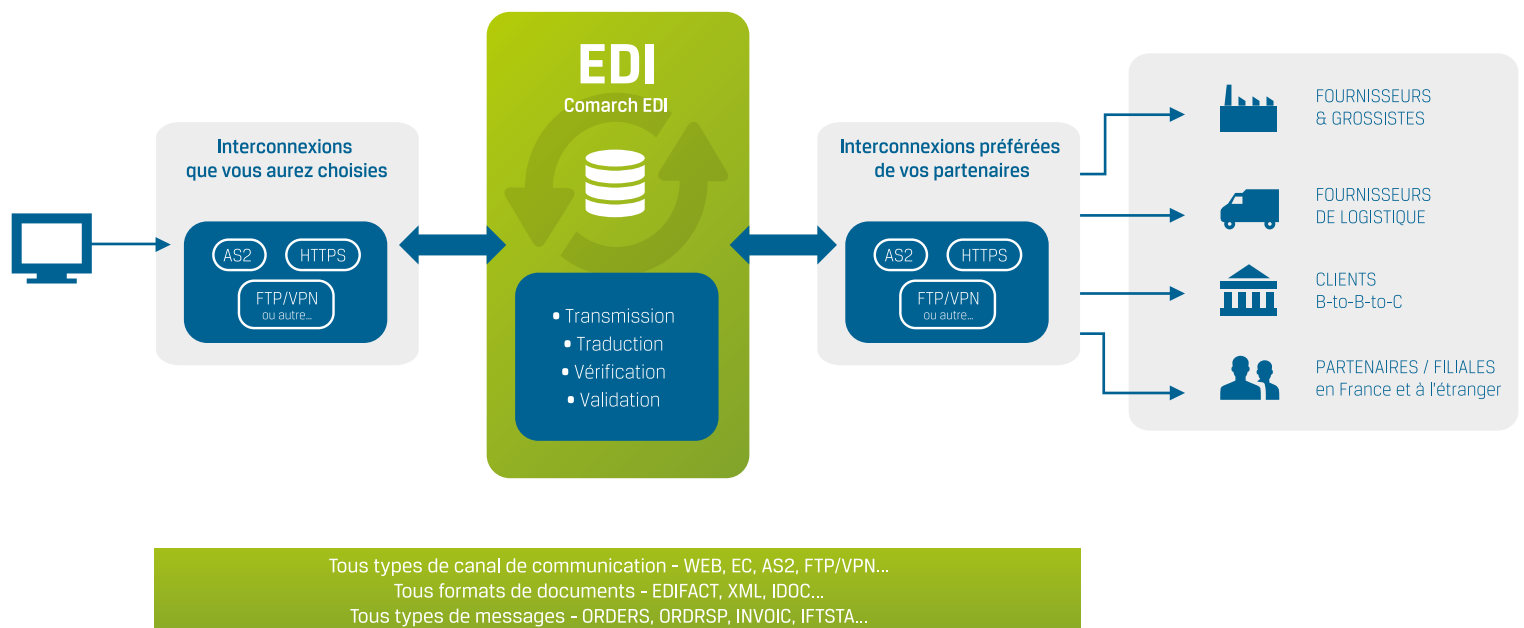 EDI
Comarch EDI
Interconnexions
que vous aurez choisies
AS2
HTTPS
FTP/VPN
ou autre...
• Transmission
• Traduction
• Vérification
• Validation
Interconnexions préférées
de vos partenaires
AS2
HTTPS
FTP/VPN
ou autre...
FOURNISSEURS
& GROSSISTES
FOURNISSEURS
DE LOGISTIQUE
CLIENTS
B-to-B-to-C
PARTENAIRES / FILIALES
en France et à l'étranger
Tous types de canal de communication - WEB, EC, AS2, FTP/VPN...
Tous formats de documents - EDIFACT, XML, IDOC...
Tous types de messages - ORDERS, ORDRSP, INVOIC, IFTSTA...